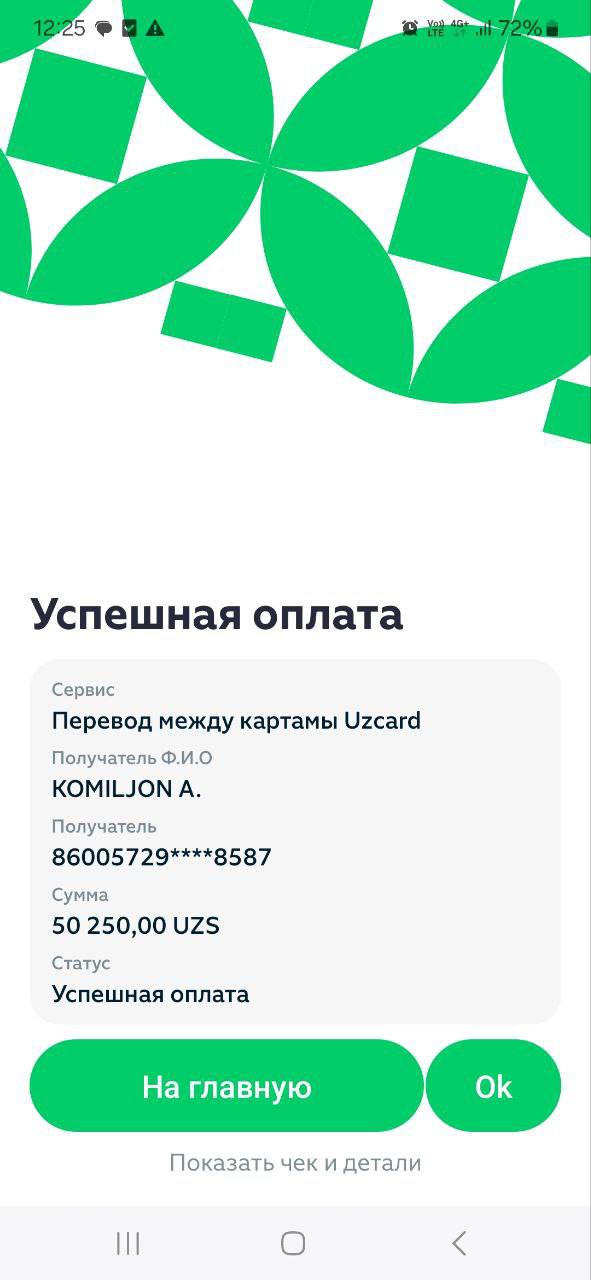 12:25
Vo)) LTE 4G+ 72%
Успешная оплата
Сервис
Перевод между картамы Uzcard
Получатель Ф.И.О
KOMILJON A.
Получатель
86005729****8587
Сумма
50 250,00 UZS
Статус
Успешная оплата
На главную Ok
Показать чек и детали